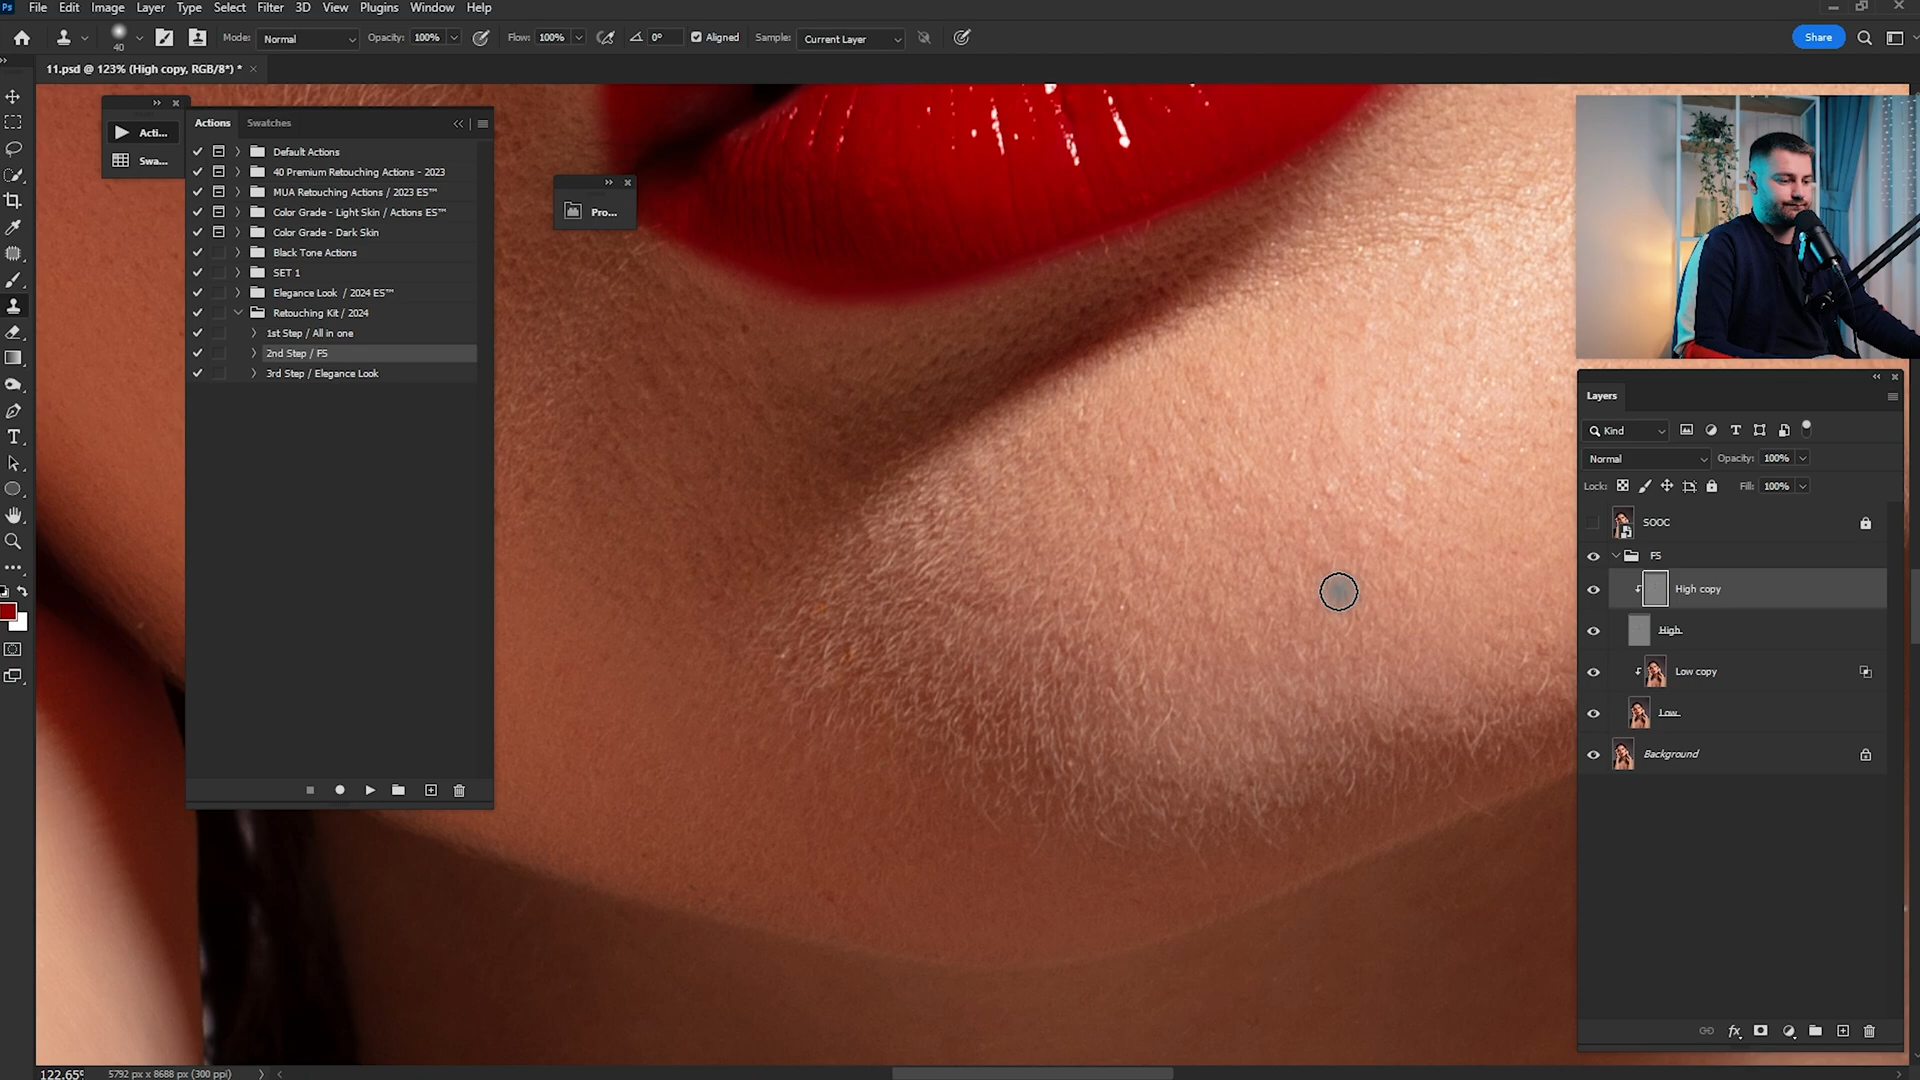 Ps File Edit Image Layer Type Select Filter 3D View Plugins Window Help
40 Mode: Normal Opacity: 100% Flow: 100% 0° Aligned Sample: Current Layer Share
11.psd @ 123% (High copy, RGB/8*) *
Acti...
Swa...
Actions Swatches
Default Actions
40 Premium Retouching Actions - 2023
MUA Retouching Actions / 2023 ES™
Color Grade - Light Skin / Actions ES™
Color Grade - Dark Skin
Black Tone Actions
SET 1
Elegance Look / 2024 ES™
Retouching Kit / 2024
1st Step / All in one
2nd Step / FS
3rd Step / Elegance Look
Pro...
Layers
Kind
Normal Opacity: 100%
Lock: Fill: 100%
SOOC
FS
High copy
High
Low copy
Low
Background
fx
122.65%
5792 px x 8688 px (300 ppi)